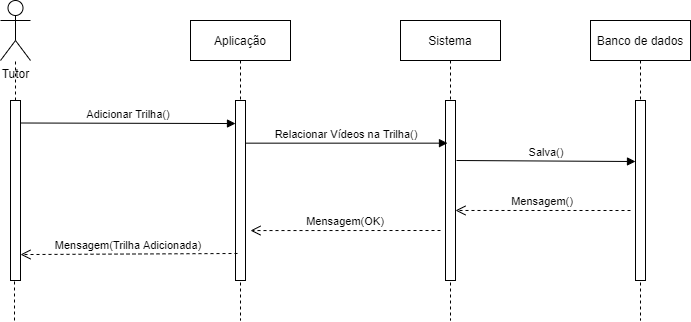 Aplicação
Sistema
Banco de dados
Tutor
Adicionar Trilha()
Relacionar Vídeos na Trilha()
Salva()
Mensagem()
Mensagem(OK)
Mensagem(Trilha Adicionada)